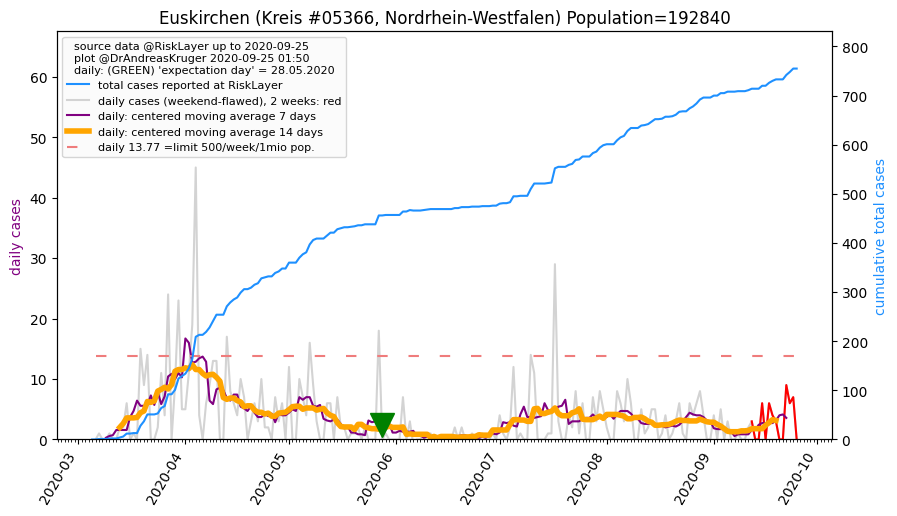 Euskirchen (Kreis #05366, Nordrhein-Westfalen) Population=192840
source data @RiskLayer up to 2020-09-25
plot @DrAndreasKruger 2020-09-25 01:50
daily: (GREEN) 'expectation day' = 28.05.2020
total cases reported at RiskLayer
daily cases (weekend-flawed), 2 weeks: red
daily: centered moving average 7 days
daily: centered moving average 14 days
daily 13.77 =limit 500/week/1mio pop.
daily cases
60
50
40
30
20
10
0
800
700
600
500
400
300
200
100
0
cumulative total cases
2020-03
2020-04
2020-05
2020-06
2020-07
2020-08
2020-09
2020-10